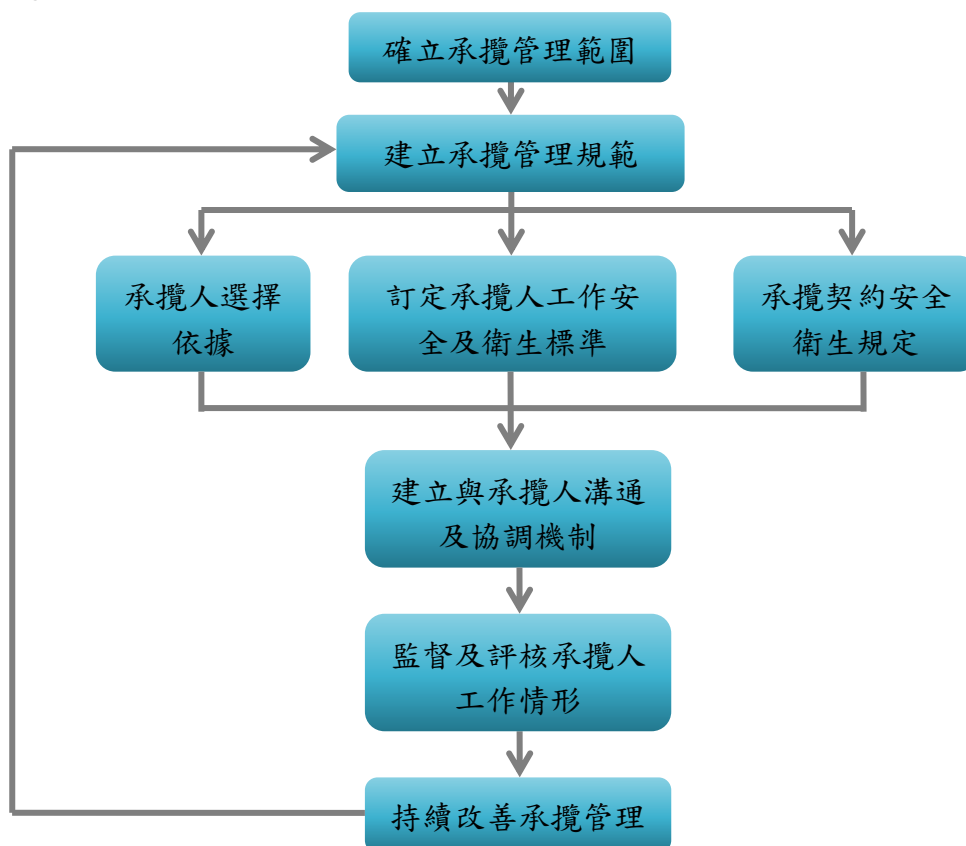 確立承攬管理範圍
建立承攬管理規範
承攬人選擇
依據
訂定承攬人工作安
全及衛生標準
承攬契約安全
衛生規定
建立與承攬人溝通
及協調機制
監督及評核承攬人
工作情形
持續改善承攬管理